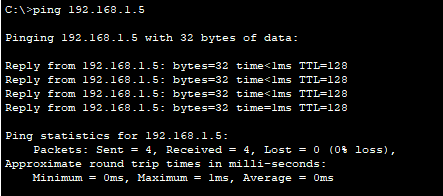 C:\>ping 192.168.1.5
Pinging 192.168.1.5 with 32 bytes of data:
Reply from 192.168.1.5: bytes=32 time<1ms TTL=128
Reply from 192.168.1.5: bytes=32 time<1ms TTL=128
Reply from 192.168.1.5: bytes=32 time<1ms TTL=128
Reply from 192.168.1.5: bytes=32 time=1ms TTL=128
Ping statistics for 192.168.1.5:
Packets: Sent = 4, Received = 4, Lost = 0 (0% loss),
Approximate round trip times in milli-seconds:
Minimum = 0ms, Maximum = 1ms, Average = 0ms